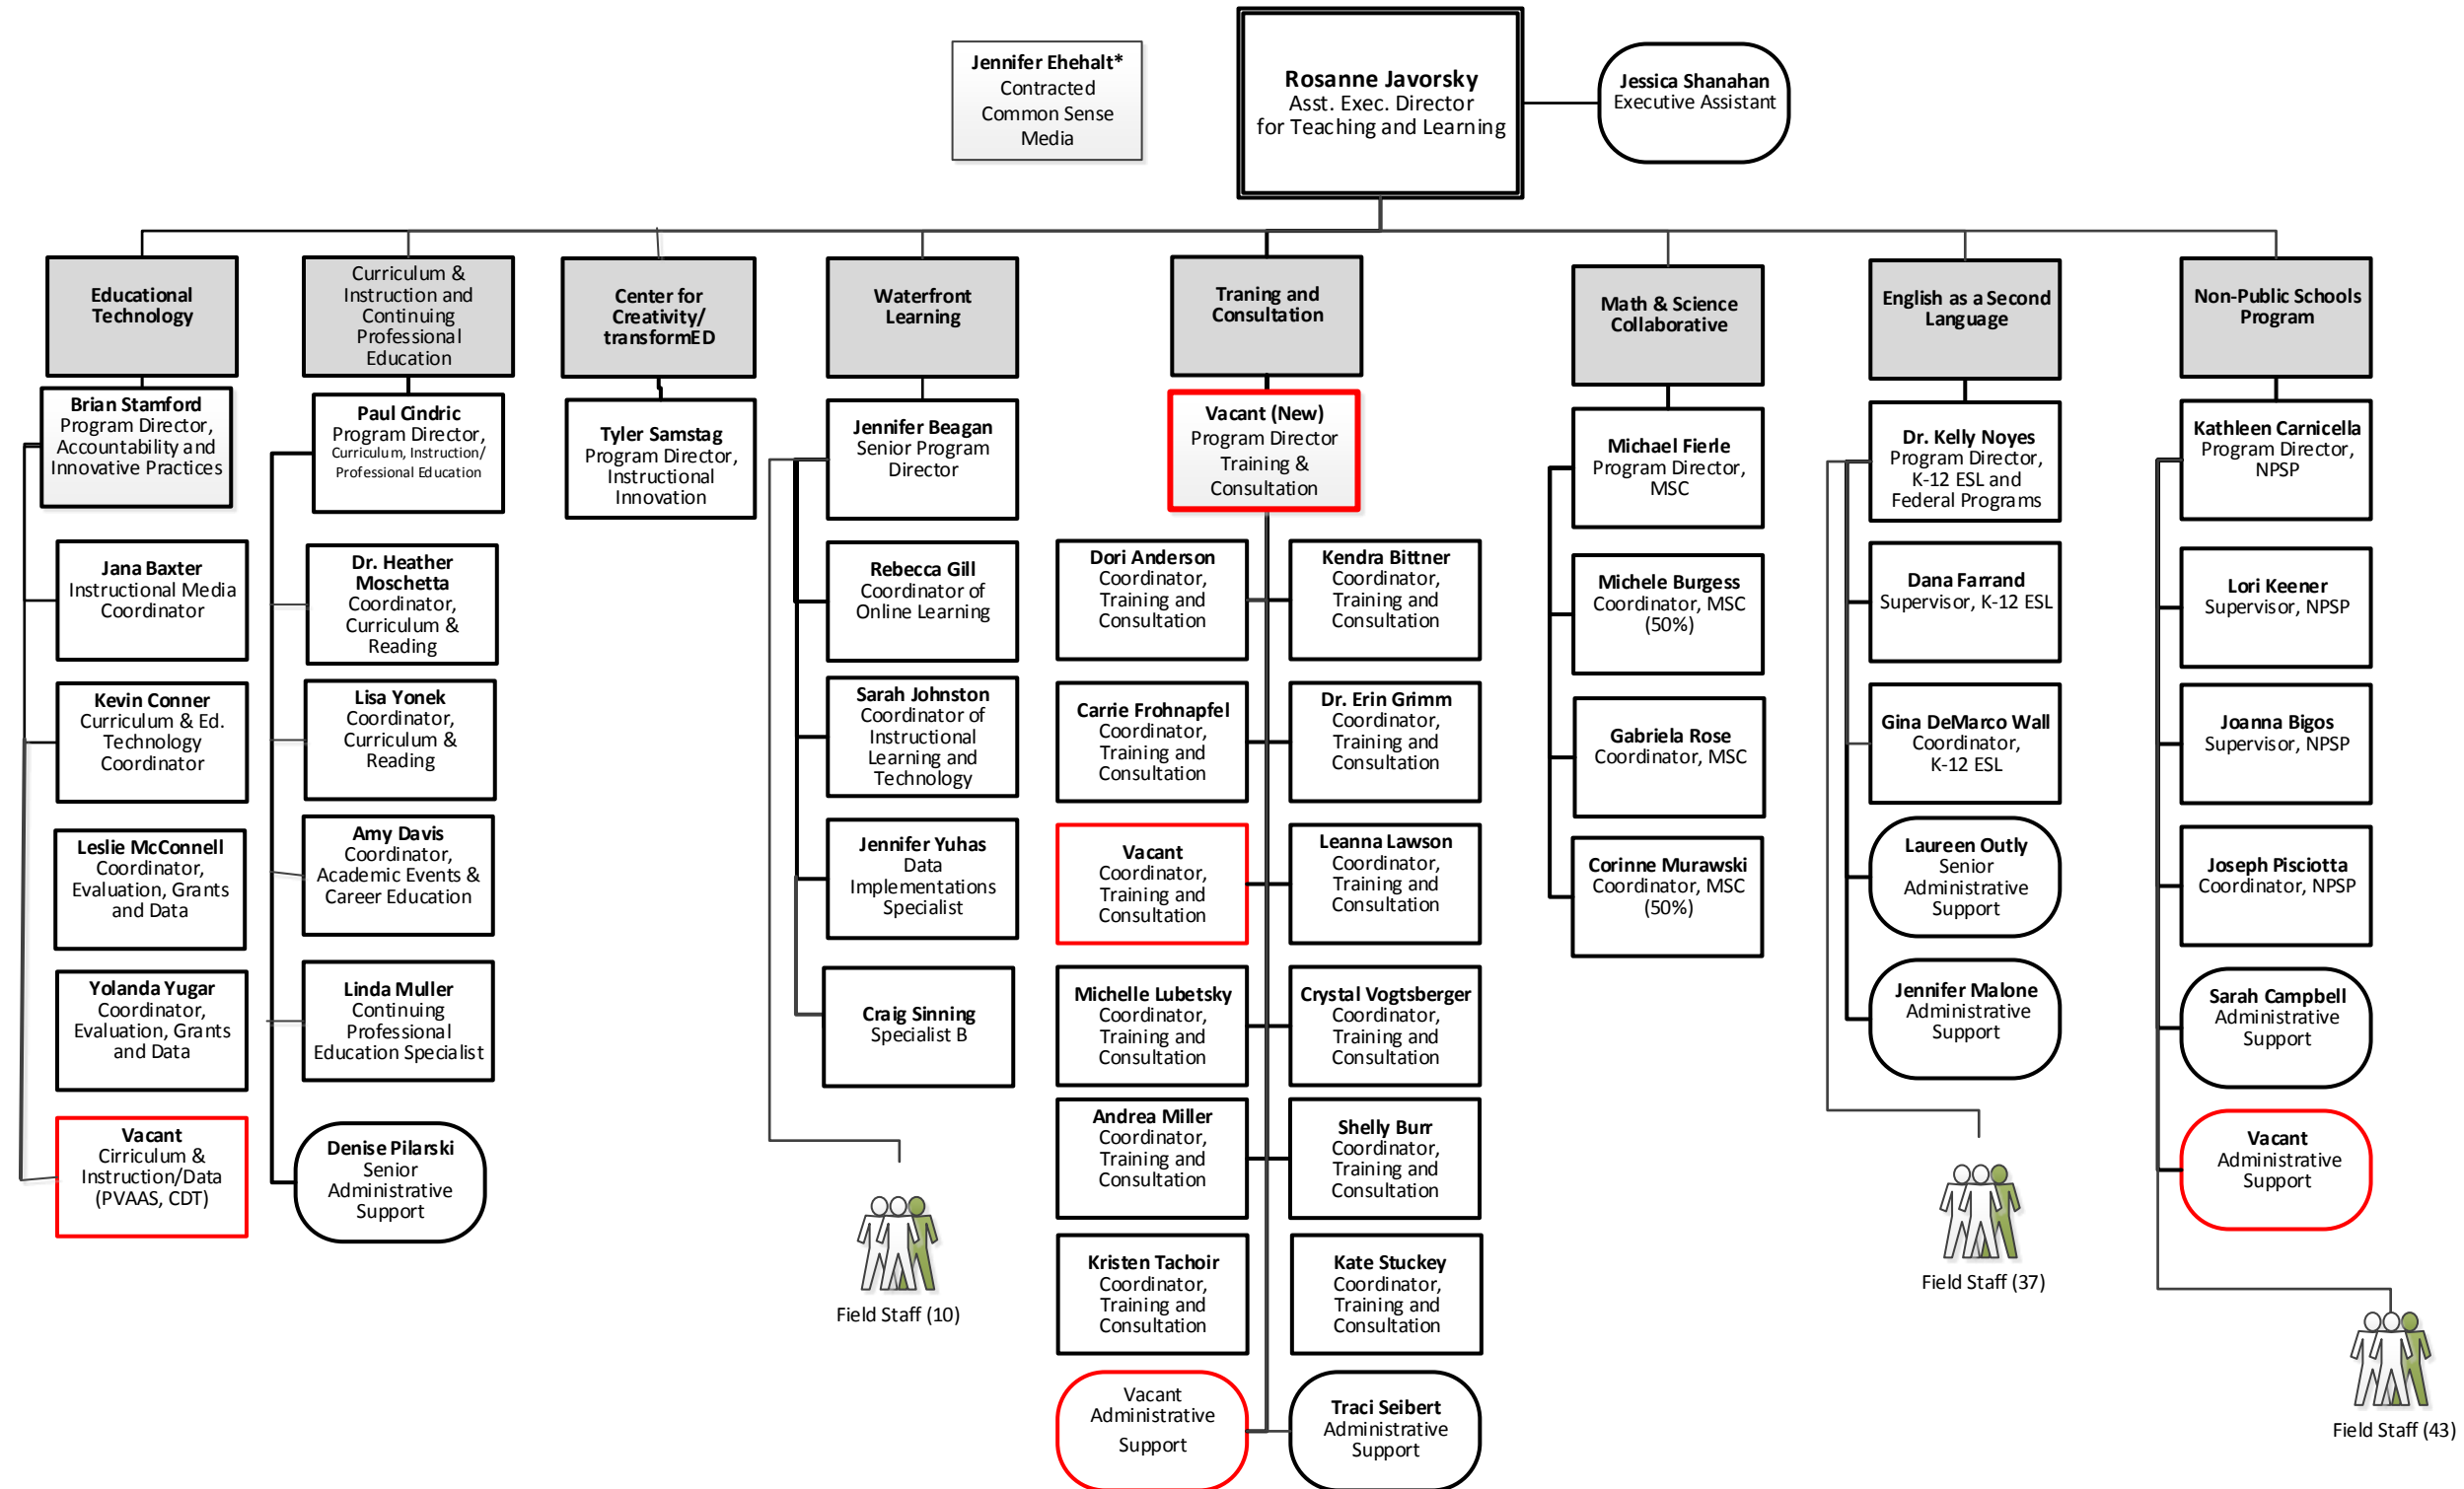 Jennifer Ehehalt*
Contracted
Common Sense
Media
Rosanne Javorsky
Asst. Exec. Director
for Teaching and Learning
Jessica Shanahan
Executive Assistant
Educational
Technology
Brian Stamford
Program Director,
Accountability and
Innovative Practices
Jana Baxter
Instructional Media
Coordinator
Kevin Conner
Curriculum & Ed.
Technology
Coordinator
Leslie McConnell
Coordinator,
Evaluation, Grants
and Data
Yolanda Yugar
Coordinator,
Evaluation, Grants
and Data
Vacant
Cirriculum &
Instruction/Data
(PVAAS, CDT)
Curriculum &
Instruction and
Continuing
Professional
Education
Paul Cindric
Program Director,
Curriculum, Instruction/
Professional Education
Dr. Heather
Moschetta
Coordinator,
Curriculum &
Reading
Lisa Yonek
Coordinator,
Curriculum &
Reading
Amy Davis
Coordinator,
Academic Events &
Career Education
Linda Muller
Continuing
Professional
Education Specialist
Denise Pilarski
Senior
Administrative
Support
Center for
Creativity/
transformED
Tyler Samstag
Program Director,
Instructional
Innovation
Waterfront
Learning
Jennifer Beagan
Senior Program
Director
Rebecca Gill
Coordinator of
Online Learning
Sarah Johnston
Coordinator of
Instructional
Learning and
Technology
Jennifer Yuhas
Data
Implementations
Specialist
Craig Sinning
Specialist B
Field Staff (10)
Traning and
Consultation
Vacant (New)
Program Director
Training &
Consultation
Dori Anderson
Coordinator,
Training and
Consultation
Kendra Bittner
Coordinator,
Training and
Consultation
Carrie Frohnapfel
Coordinator,
Training and
Consultation
Dr. Erin Grimm
Coordinator,
Training and
Consultation
Vacant
Coordinator,
Training and
Consultation
Leanna Lawson
Coordinator,
Training and
Consultation
Michelle Lubetsky
Coordinator,
Training and
Consultation
Crystal Vogtsberger
Coordinator,
Training and
Consultation
Andrea Miller
Coordinator,
Training and
Consultation
Shelly Burr
Coordinator,
Training and
Consultation
Kristen Tachoir
Coordinator,
Training and
Consultation
Kate Stuckey
Coordinator,
Training and
Consultation
Vacant
Administrative
Support
Traci Seibert
Administrative
Support
Math & Science
Collaborative
Michael Fierle
Program Director,
MSC
Michele Burgess
Coordinator, MSC
(50%)
Gabriela Rose
Coordinator, MSC
Corinne Murawski
Coordinator, MSC
(50%)
English as a Second
Language
Dr. Kelly Noyes
Program Director,
K-12 ESL and
Federal Programs
Dana Farrand
Supervisor, K-12 ESL
Gina DeMarco Wall
Coordinator,
K-12 ESL
Laureen Outly
Senior
Administrative
Support
Jennifer Malone
Administrative
Support
Field Staff (37)
Non-Public Schools
Program
Kathleen Carnicella
Program Director,
NPSP
Lori Keener
Supervisor, NPSP
Joanna Bigos
Supervisor, NPSP
Joseph Pisciotta
Coordinator, NPSP
Sarah Campbell
Administrative
Support
Vacant
Administrative
Support
Field Staff (43)